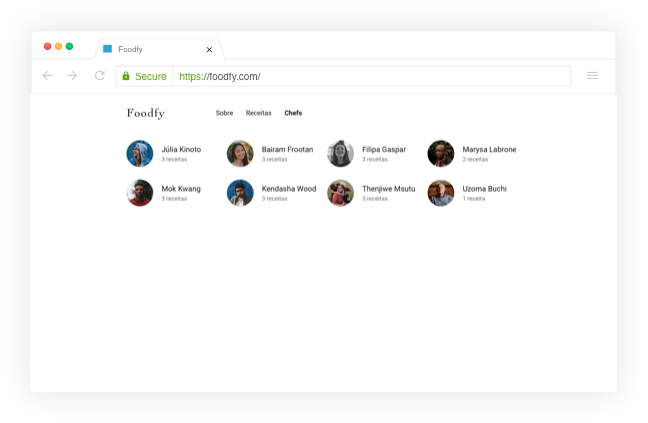 Foodfy
Secure https://foodfy.com/
Foodfy Sobre Receitas Chefs
Júlia Kinoto Bairam Frootan Filipa Gaspar Marysa Labrone
3 receitas 3 receitas 3 receitas 2 receitas
Mok Kwang Kendasha Wood Thenjiwe Msutu Uzoma Buchi
3 receitas 3 receitas 3 receitas 1 receita